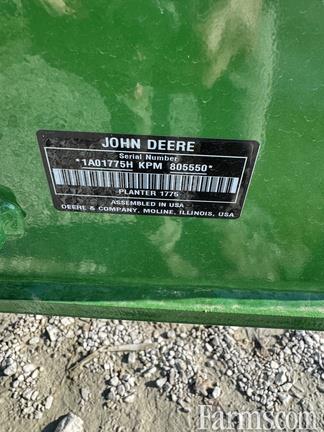 JOHN DEERE
Serial Number
*1A01775H KPM 805550*
PLANTER 1775
ASSEMBLED IN USA
DEERE & COMPANY, MOLINE, ILLINOIS, USA
Farms.com